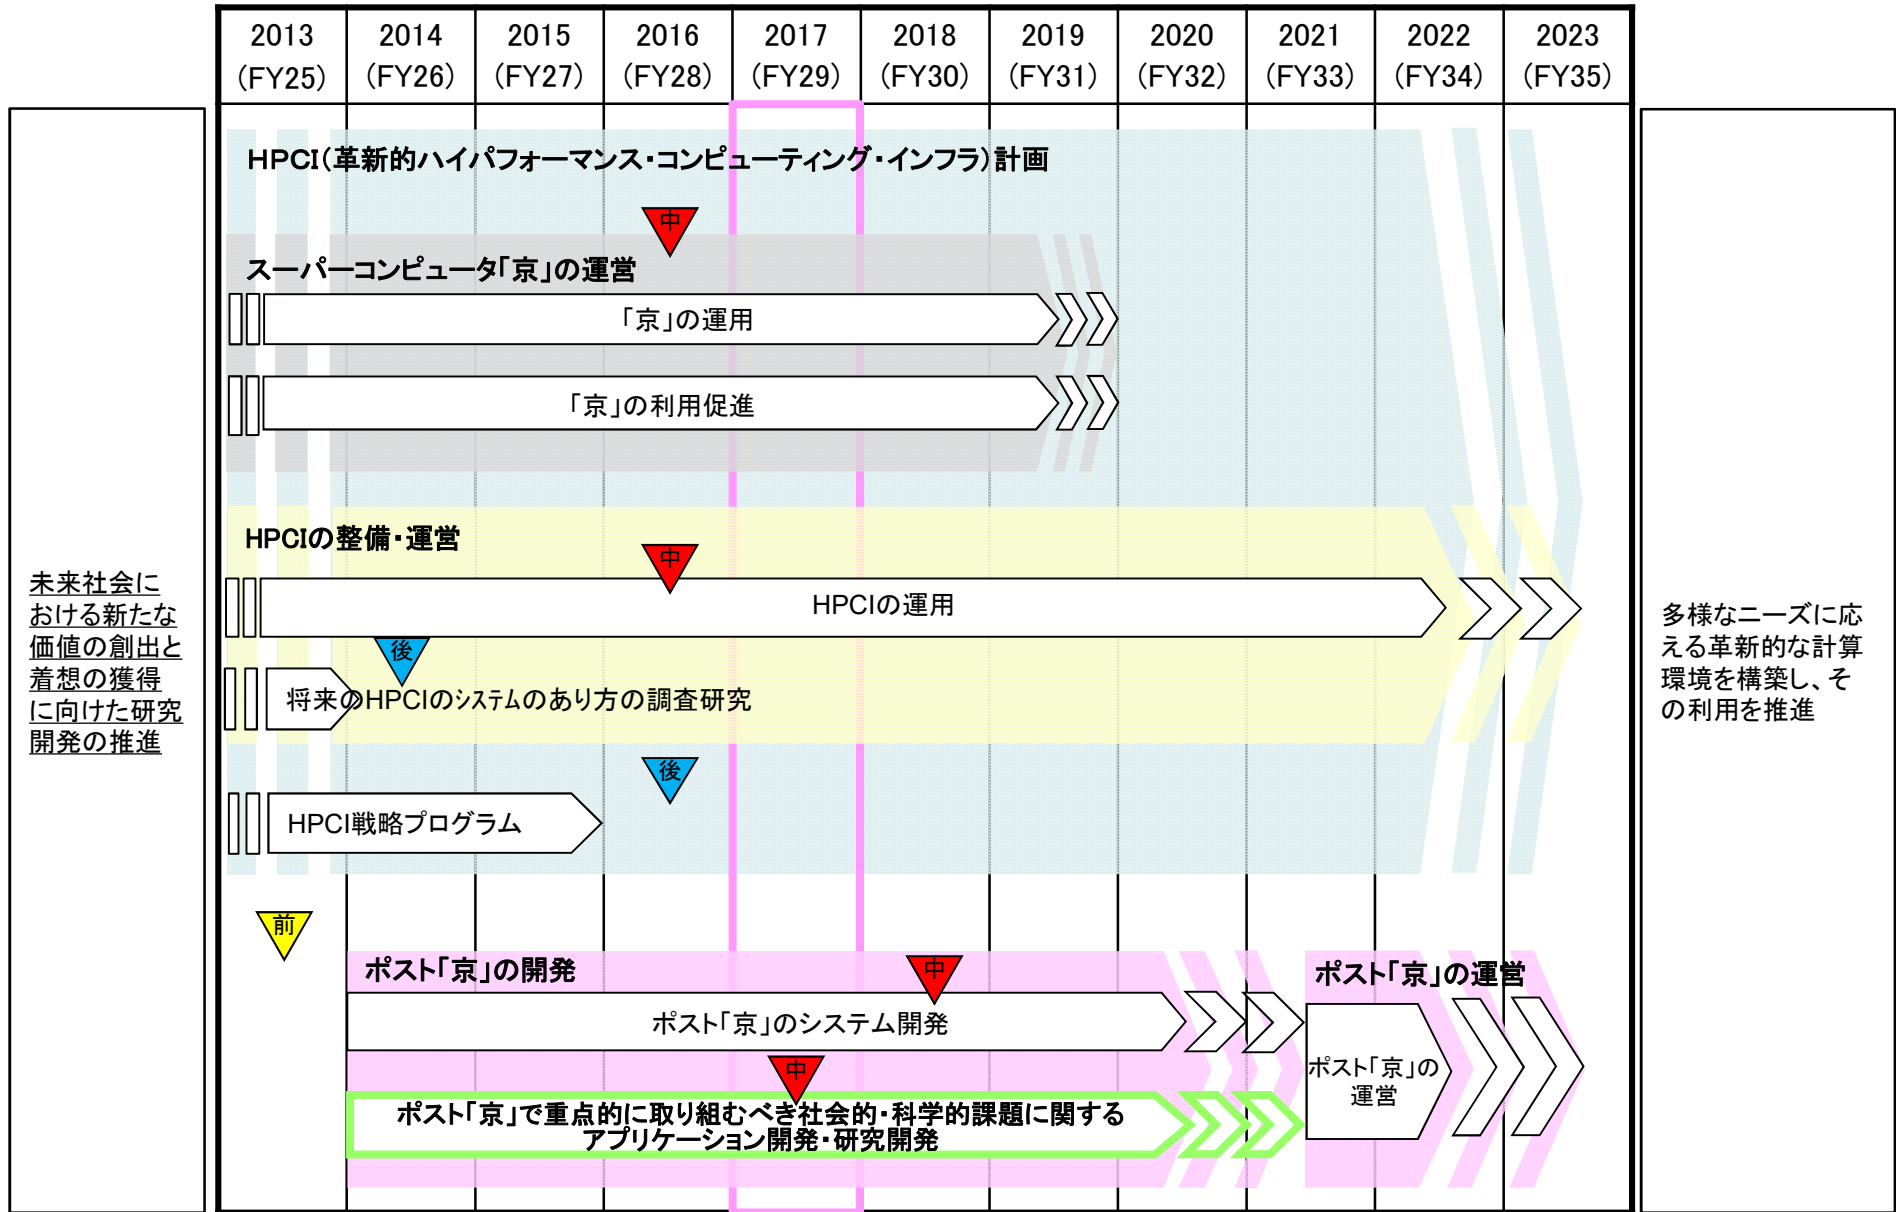 2013 2014 2015 2016 2017 2018 2019 2020 2021 2022 2023
(FY25) (FY26) (FY27) (FY28) (FY29) (FY30) (FY31) (FY32) (FY33) (FY34) (FY35)
未来社会に
おける新たな
価値の創出と
着想の獲得
に向けた研究
開発の推進
HPCI(革新的ハイパフォーマンス・コンピューティング・インフラ)計画
中
スーパーコンピュータ「京」の運営
「京」の運用
「京」の利用促進
HPCIの整備・運営
中
HPCIの運用
後
将来のHPCIのシステムのあり方の調査研究
後
HPCI戦略プログラム
前
ポスト「京」の開発
中
ポスト「京」のシステム開発
中
ポスト「京」で重点的に取り組むべき社会的・科学的課題に関する
アプリケーション開発・研究開発
ポスト「京」の運営
ポスト「京」の
運営
多様なニーズに応
える革新的な計算
環境を構築し、そ
の利用を推進